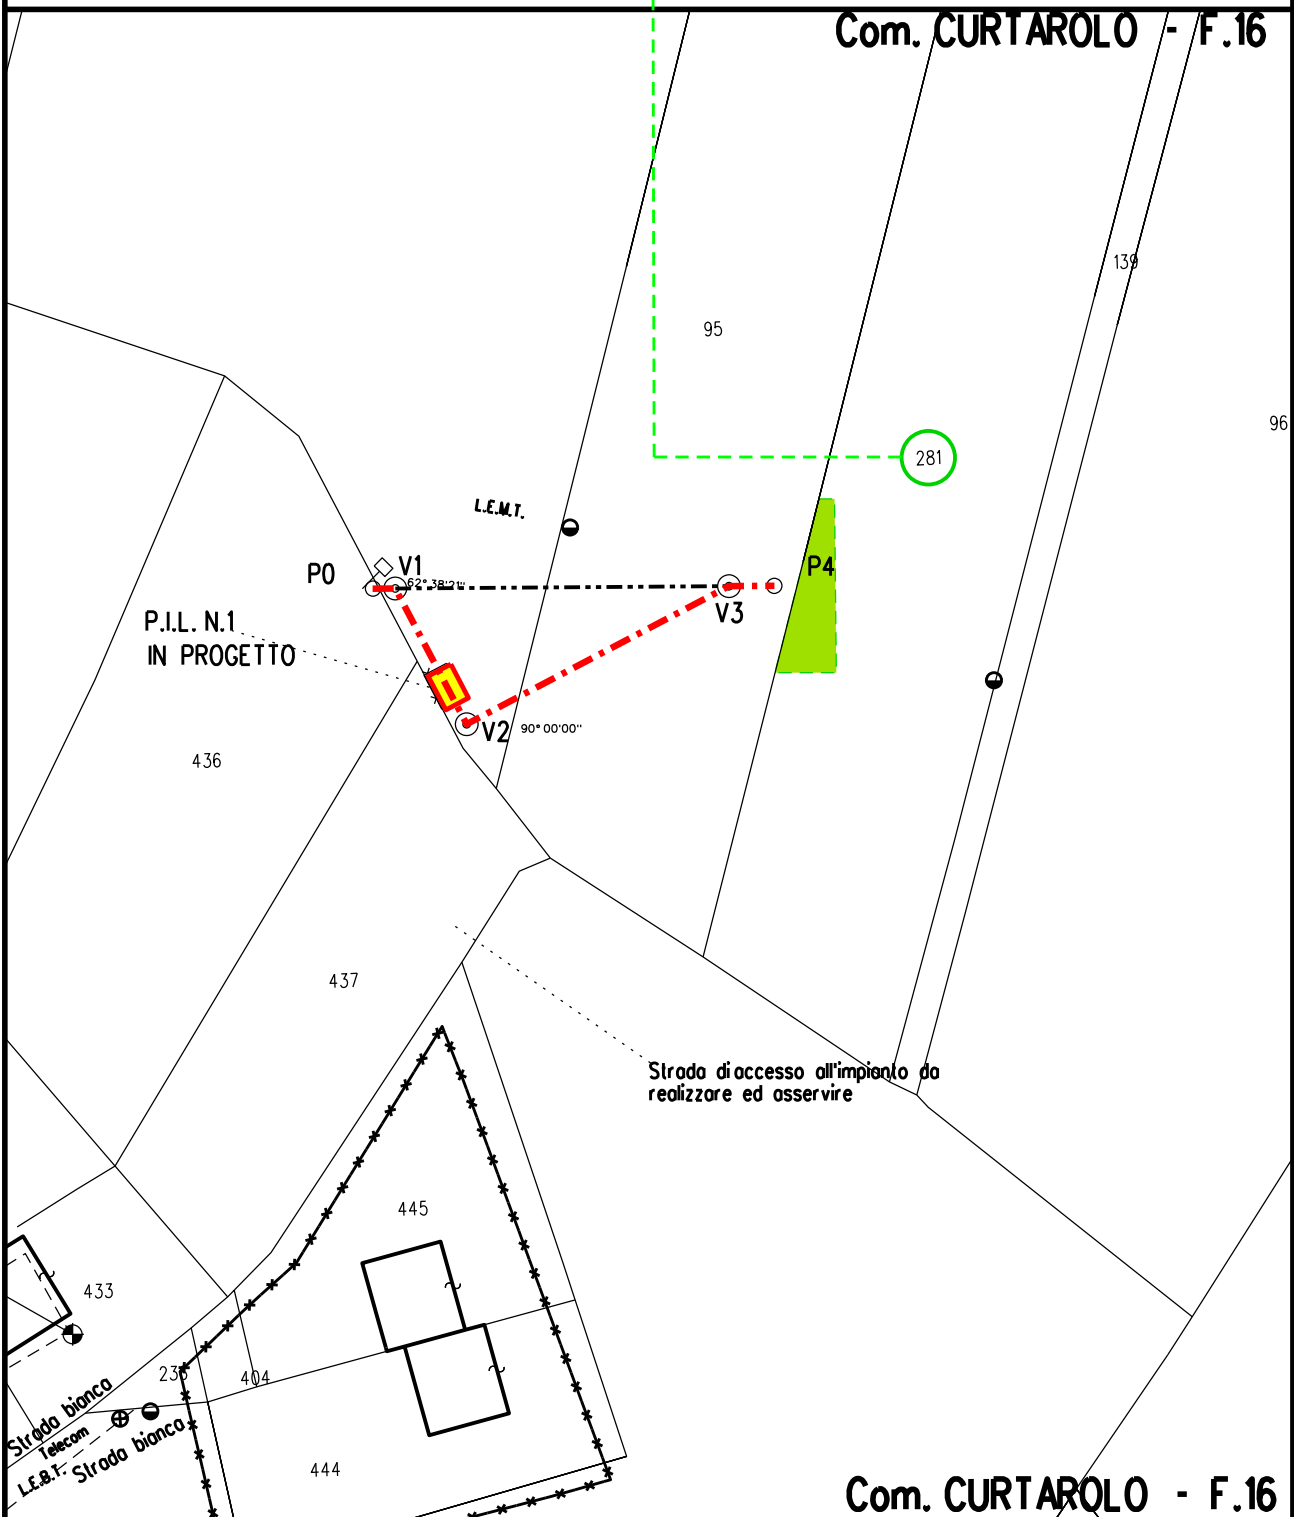 Com. CURTAROLO - F.16
139
95
96
281
L.E.M.T.
P0
V1
62° 38'21"
P4
V3
P.I.L. N.1
IN PROGETTO
V2
90° 00'00"
436
437
Strada di accesso all'impianto da
realizzare ed asservire
445
433
233
404
Strada bianca
Telecom
L.E.B.T.
Strada bianca
444
Com. CURTAROLO - F.16